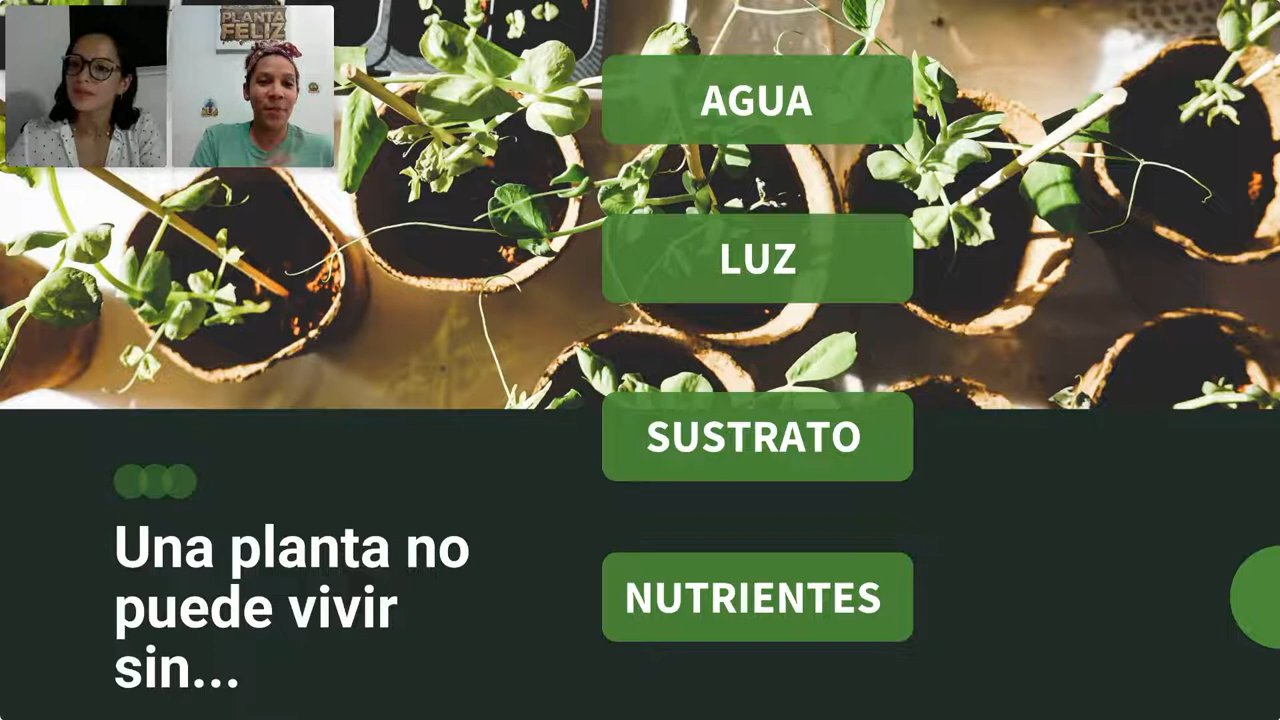 PLANTA
FELIZ
AGUA
LUZ
SUSTRATO
NUTRIENTES
Una planta no
puede vivir
sin...